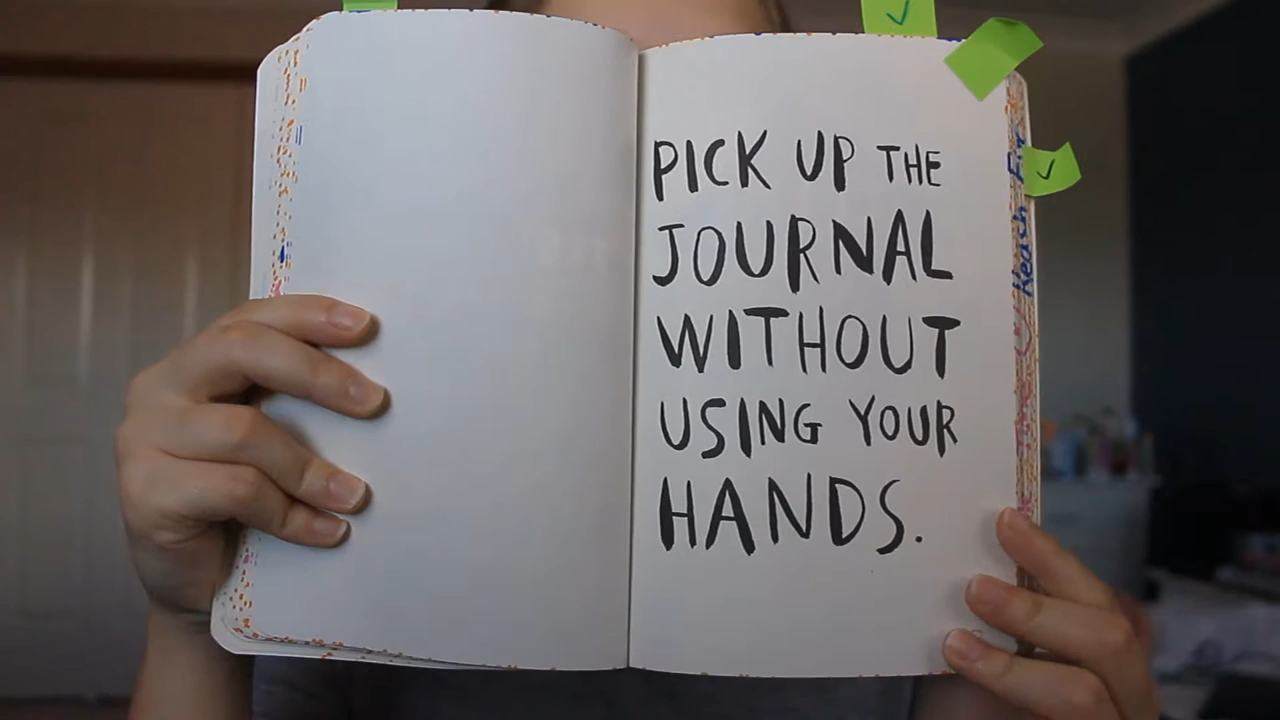 PICK UP THE
JOURNAL
WITHOUT
USING YOUR
HANDS.